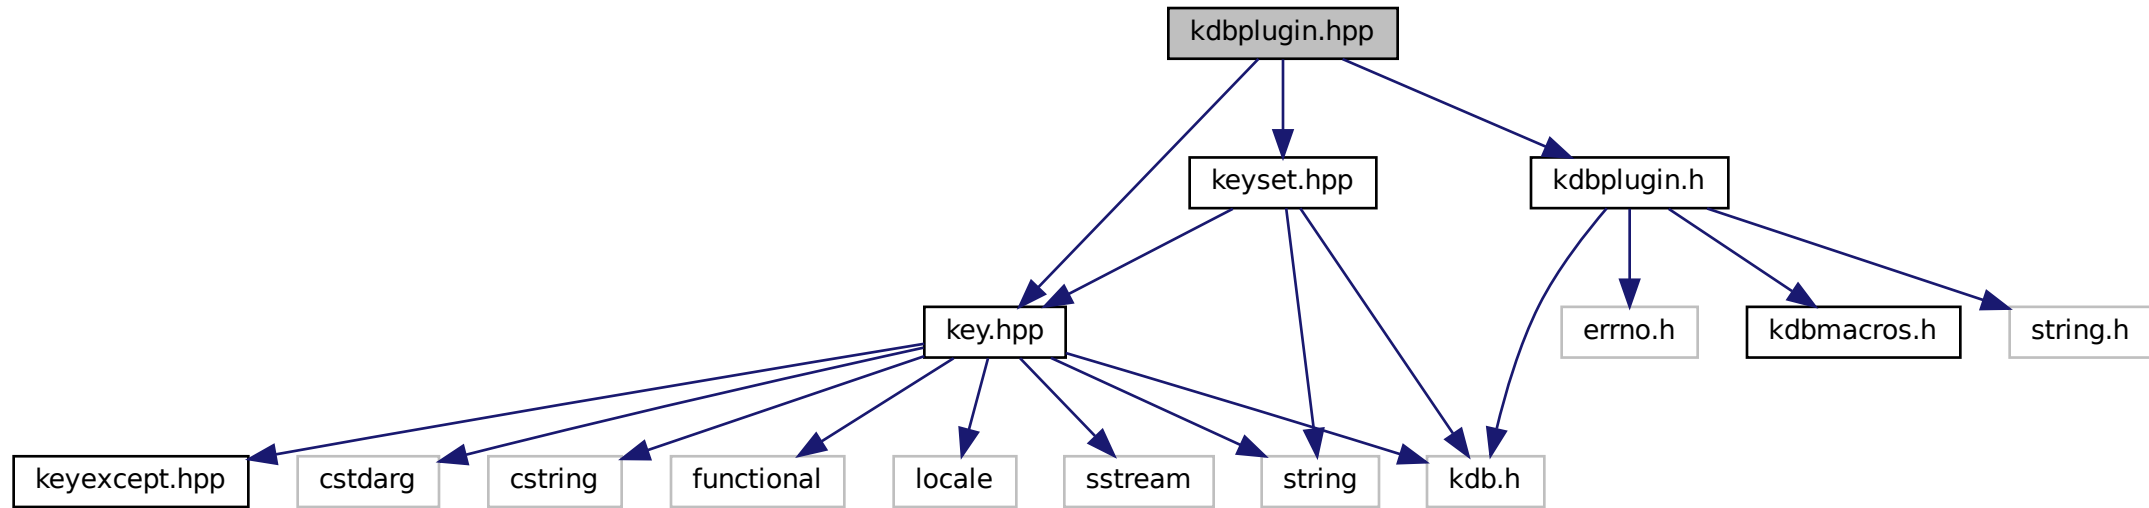 kdbplugin.hpp
keyset.hpp
kdbplugin.h
key.hpp
errno.h
kdbmacros.h
string.h
keyexcept.hpp
cstdarg
cstring
functional
locale
sstream
string
kdb.h